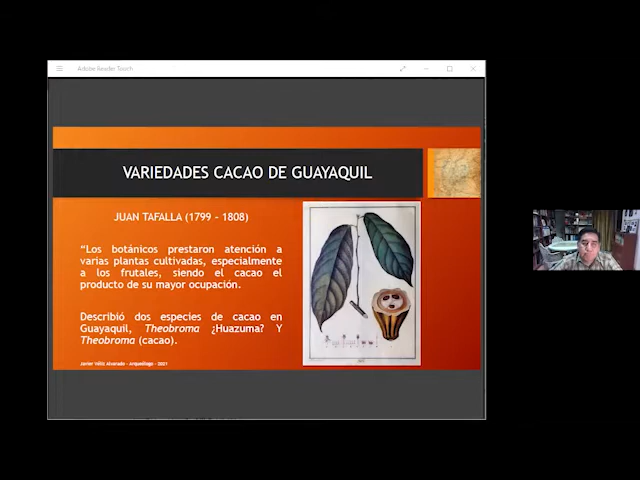 Adobe Reader Touch
VARIEDADES CACAO DE GUAYAQUIL
JUAN TAFALLA (1799 - 1808)
"Los botánicos prestaron atención a
varias plantas cultivadas, especialmente
a los frutales, siendo el cacao el
producto de su mayor ocupación.
Describió dos especies de cacao en
Guayaquil, Theobroma ¿Huazuma? Y
Theobroma (cacao).
Javier Véliz Alvarado - Arqueólogo - 2021